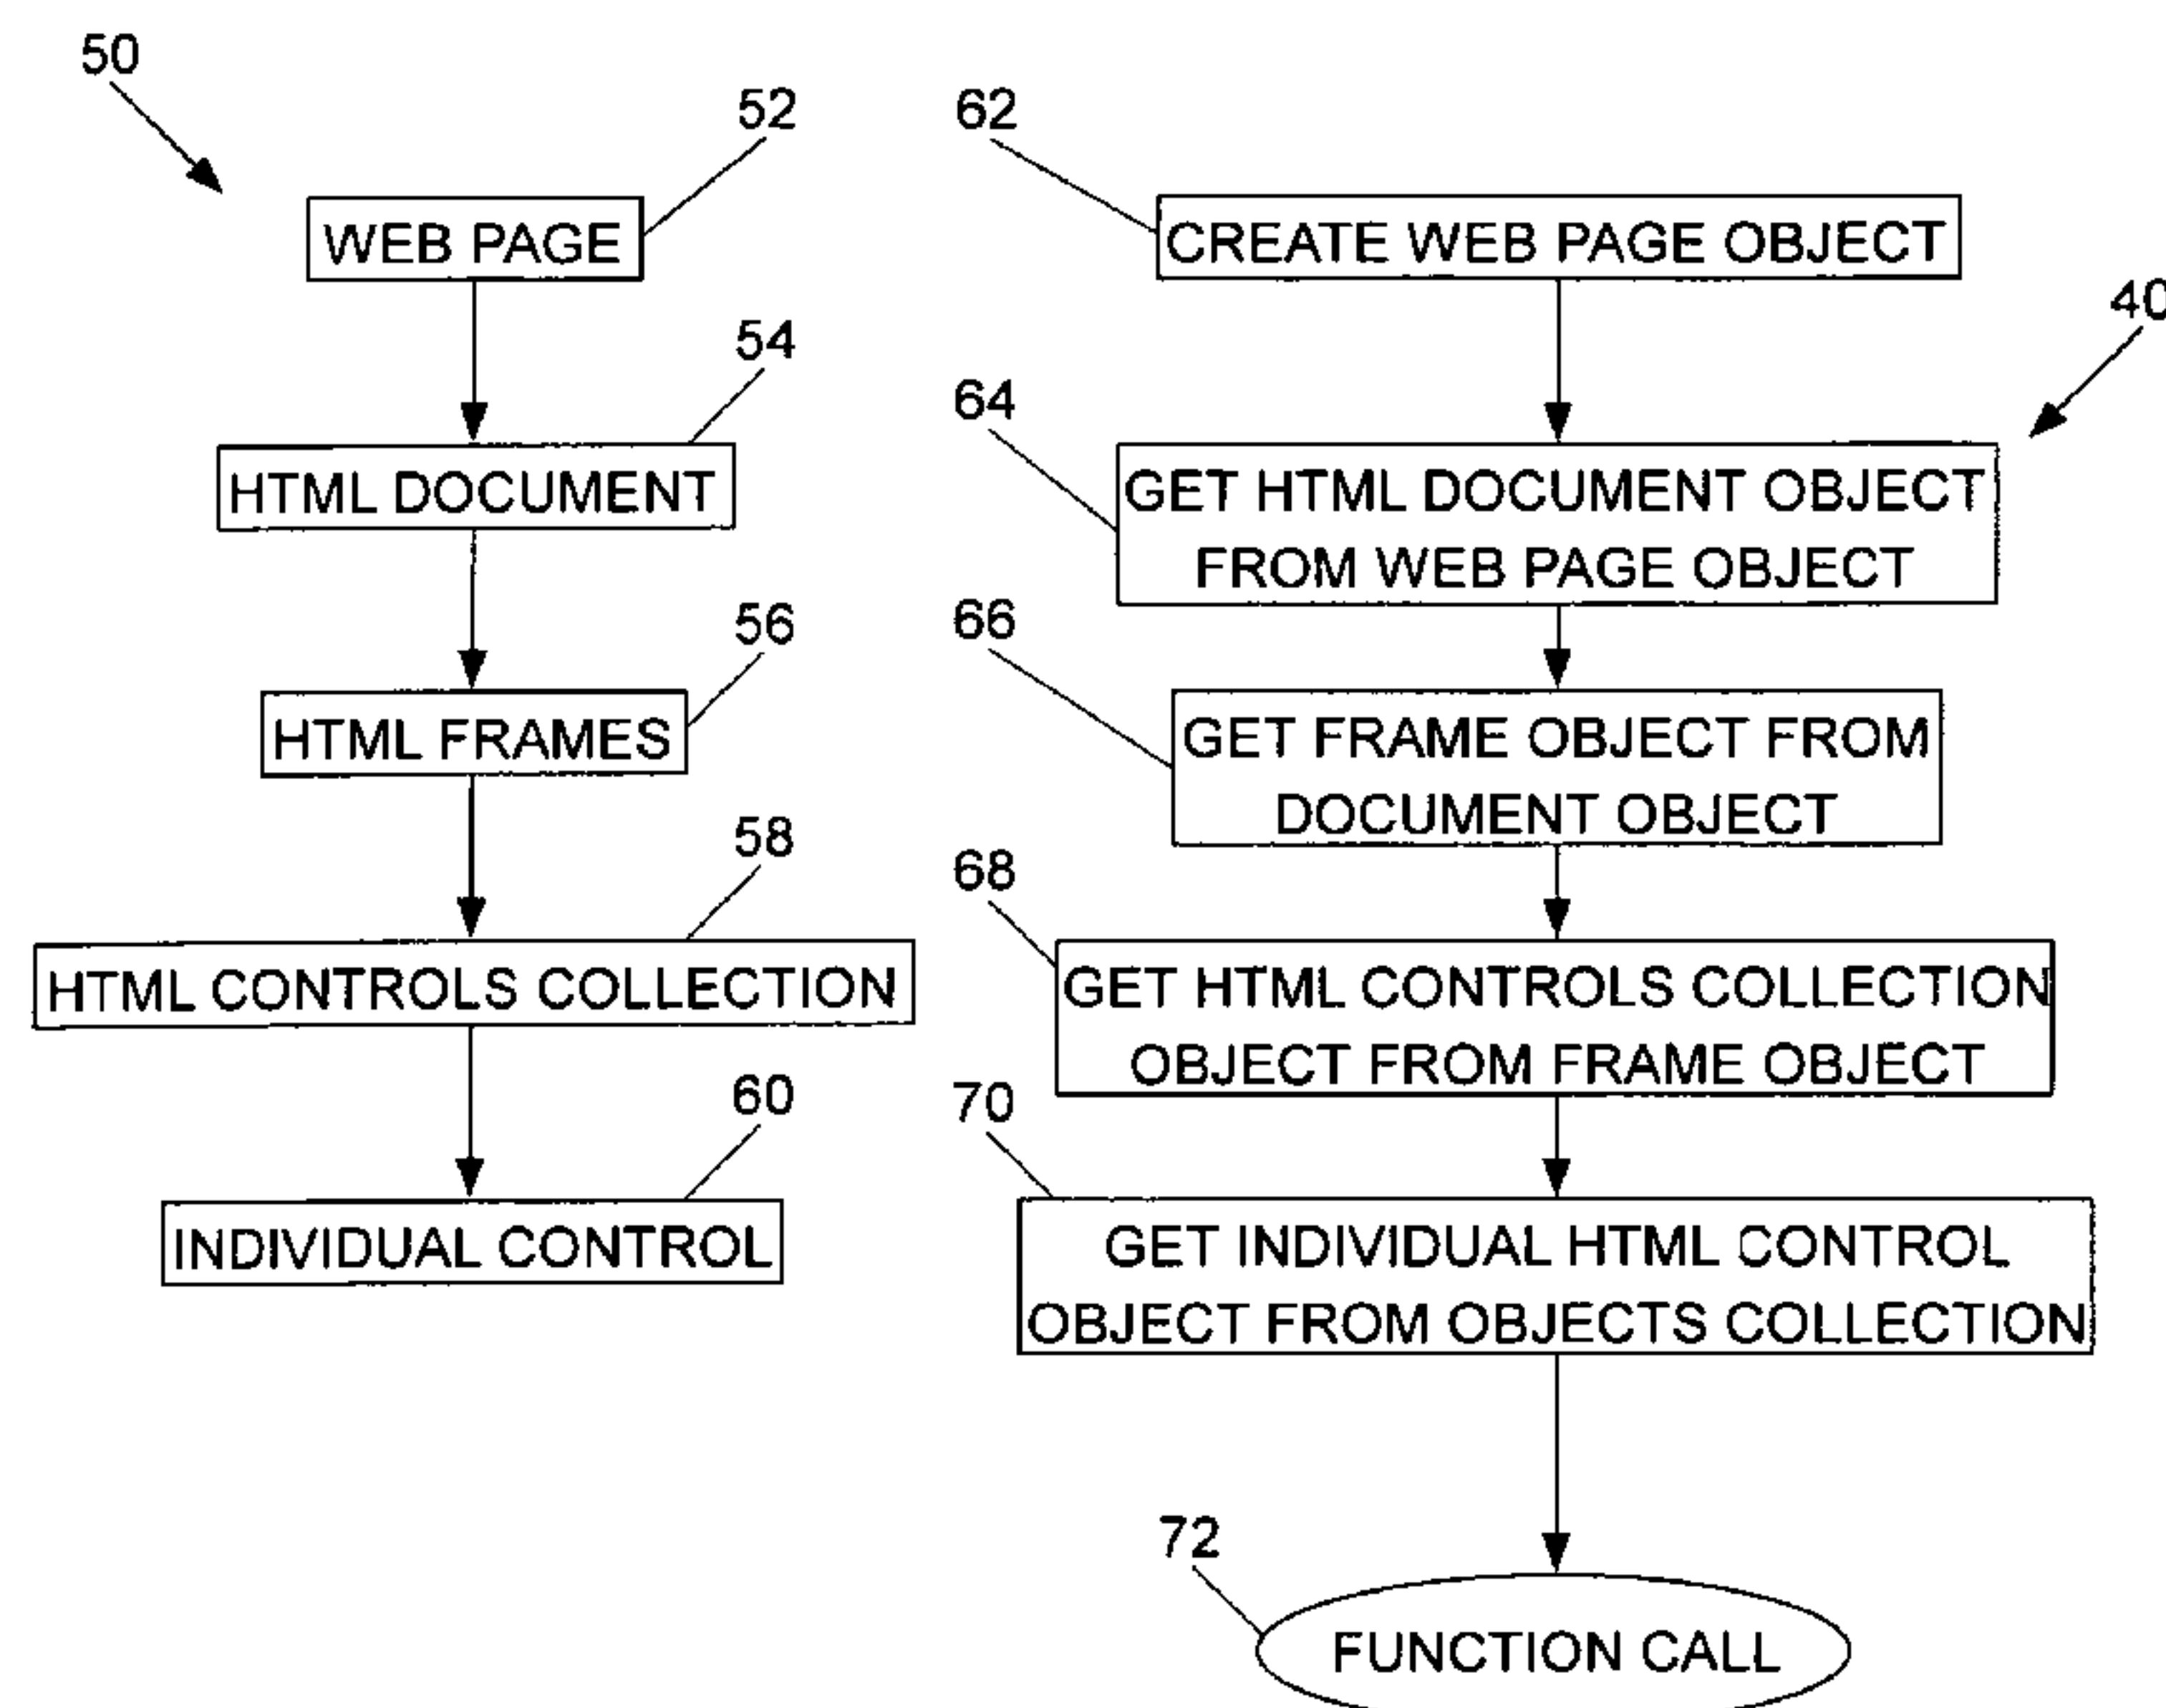 50
52
WEB PAGE
54
HTML DOCUMENT
56
HTML FRAMES
58
HTML CONTROLS COLLECTION
60
INDIVIDUAL CONTROL
62
CREATE WEB PAGE OBJECT
40
64
GET HTML DOCUMENT OBJECT
FROM WEB PAGE OBJECT
66
GET FRAME OBJECT FROM
DOCUMENT OBJECT
68
GET HTML CONTROLS COLLECTION
OBJECT FROM FRAME OBJECT
70
GET INDIVIDUAL HTML CONTROL
OBJECT FROM OBJECTS COLLECTION
72
FUNCTION CALL